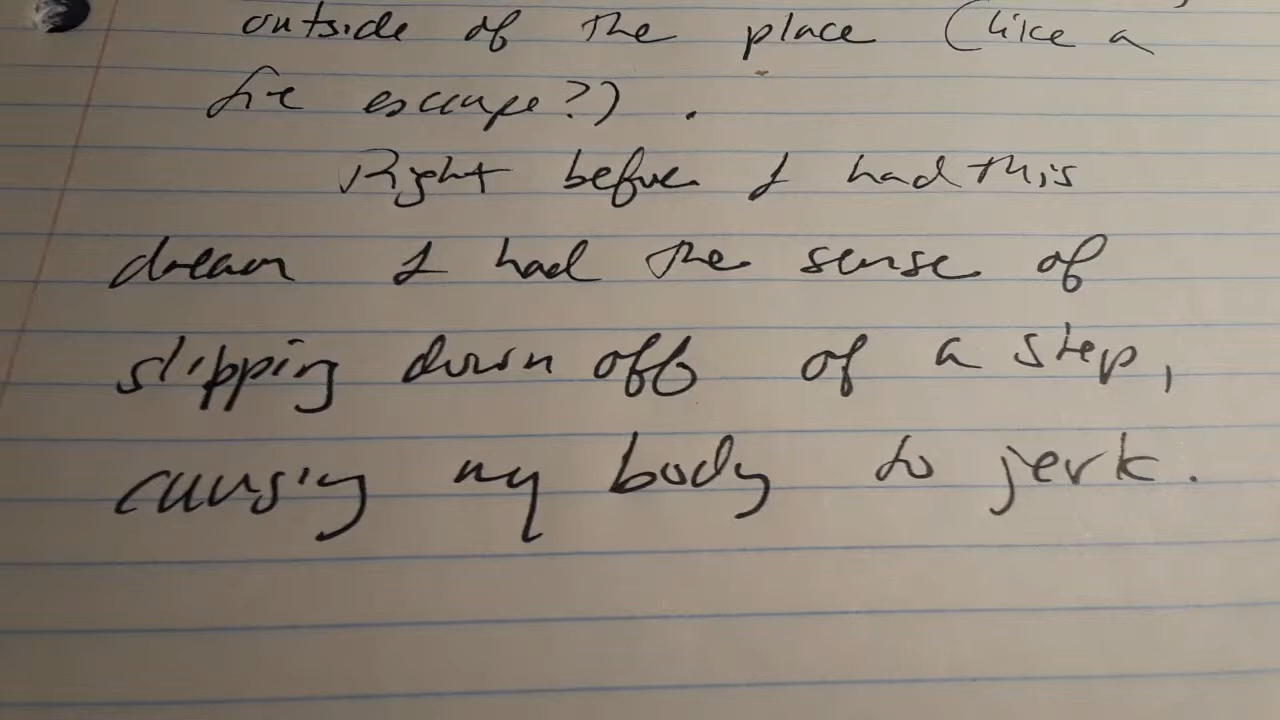 outside of the place (like a
fire escape?).
Right before I had this
dream I had the sense of
slipping down off of a step,
causing my body to jerk.